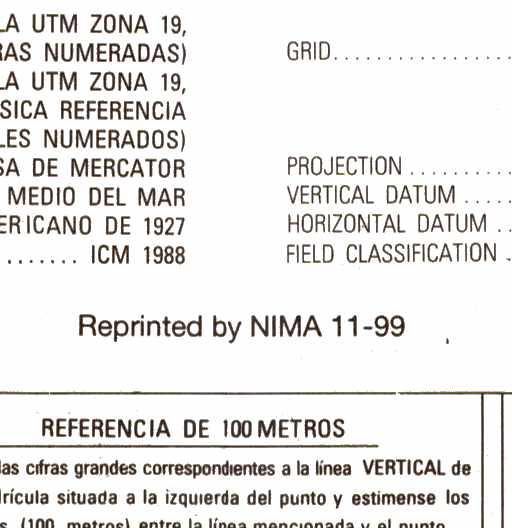 LA UTM ZONA 19,
RAS NUMERADAS)
LA UTM ZONA 19,
SICA REFERENCIA
LES NUMERADOS)
SA DE MERCATOR
MEDIO DEL MAR
ERICANO DE 1927
....... ICM 1988
GRID.................
PROJECTION ..........
VERTICAL DATUM .....
HORIZONTAL DATUM ..
FIELD CLASSIFICATION .
Reprinted by NIMA 11-99
REFERENCIA DE 100 METROS
las cifras grandes correspondientes a la línea VERTICAL de
rícula situada a la izquierda del punto y estimense los
s (100 metros) entre la línea mencionada y el punto